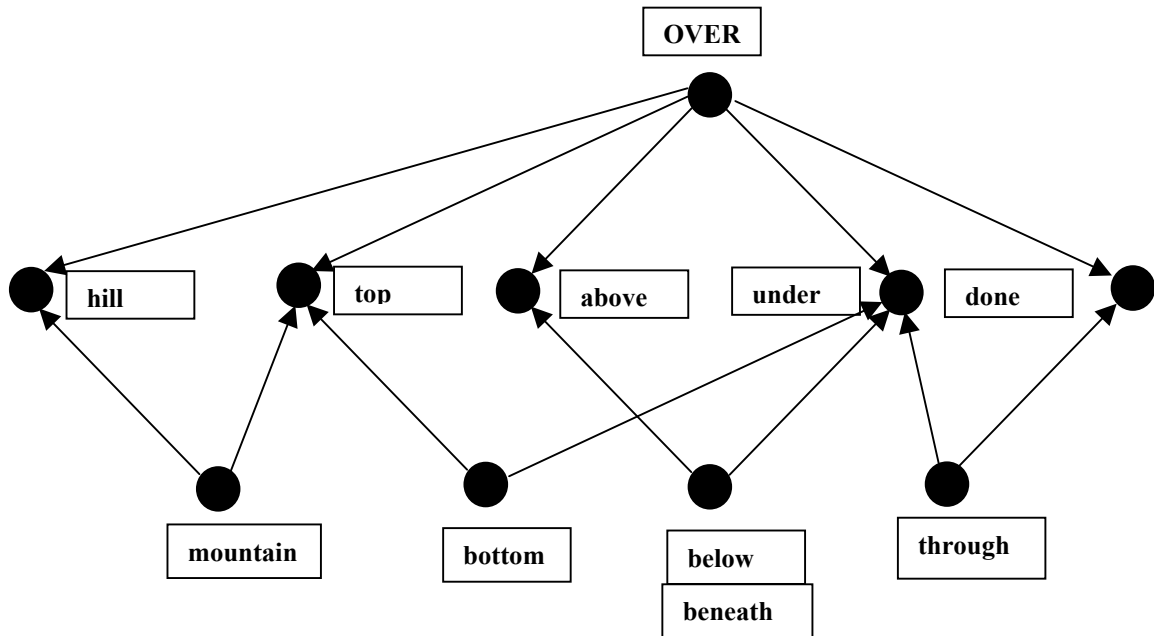 OVER
hill
top
above
under
done
mountain
bottom
below
through
beneath